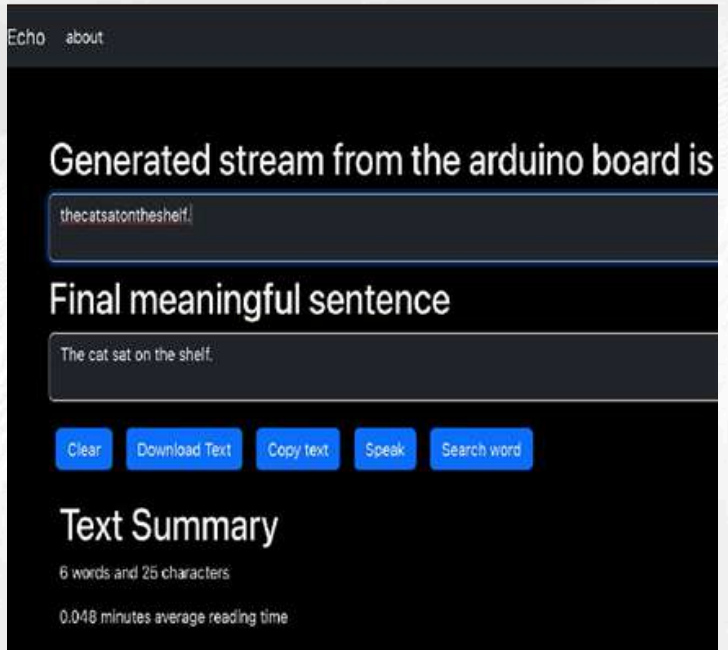 Echo about
Generated stream from the arduino board is
thecatsatontheshelf.
Final meaningful sentence
The cat sat on the shelf.
Clear Download Text Copy text Speak Search word
Text Summary
6 words and 25 characters
0.048 minutes average reading time